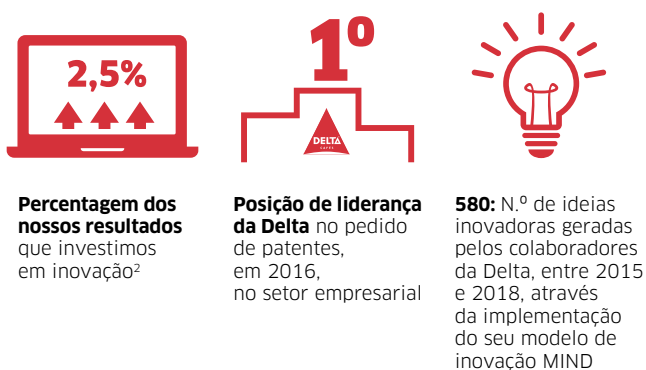 2,5%
Percentagem dos
nossos resultados
que investimos
em inovação²
1º
DELTA
CAFÉS
Posição de liderança
da Delta no pedido
de patentes,
em 2016,
no setor empresarial
580: N.º de ideias
inovadoras geradas
pelos colaboradores
da Delta, entre 2015
e 2018, através
da implementação
do seu modelo de
inovação MIND